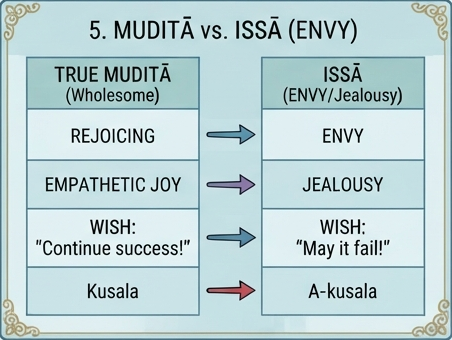 5. MUDITĀ vs. ISSĀ (ENVY)
TRUE MUDITĀ
(Wholesome)
ISSĀ
(ENVY/Jealousy)
REJOICING
ENVY
EMPATHETIC JOY
JEALOUSY
WISH:
"Continue success!"
WISH:
"May it fail!"
Kusala
A-kusala